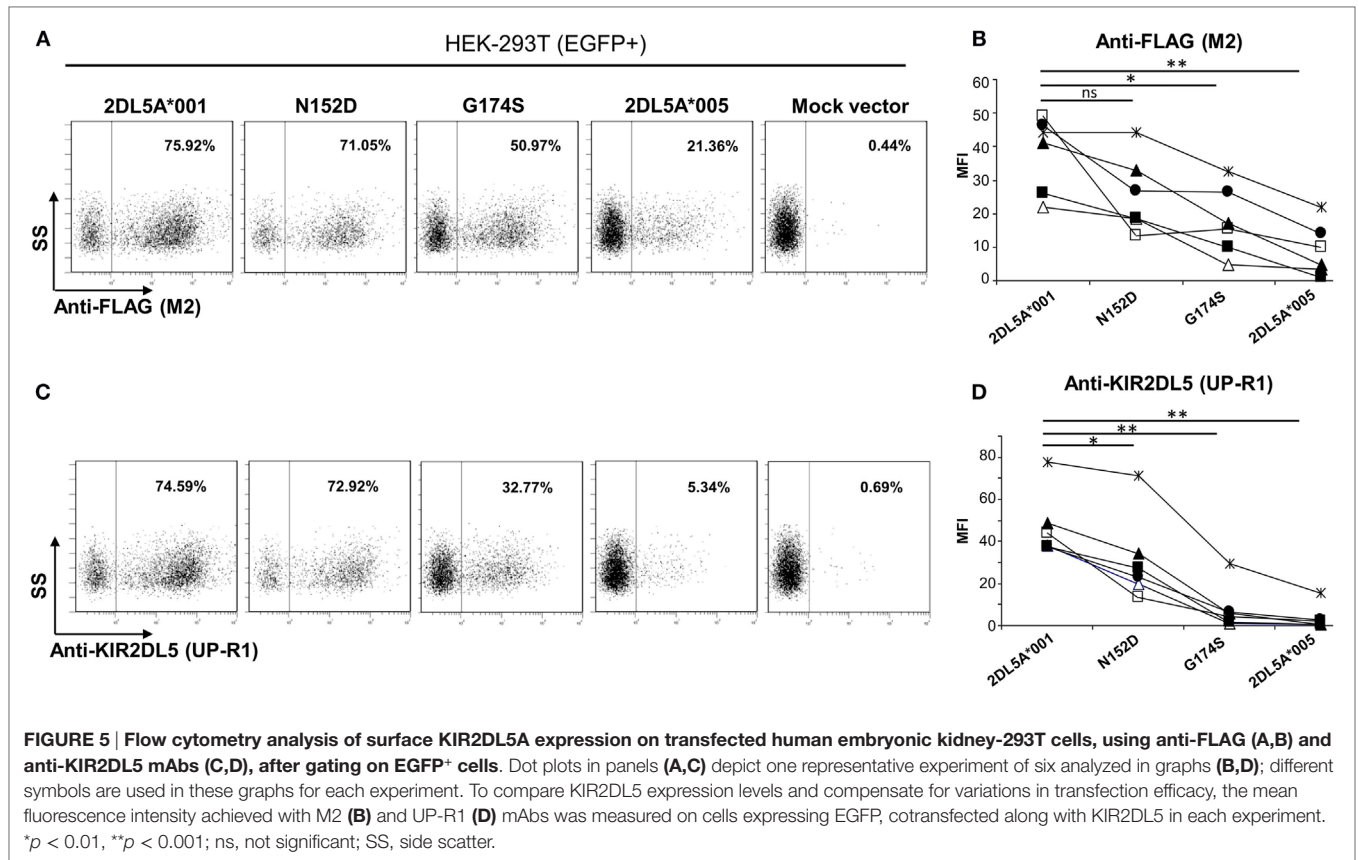 A
HEK-293T (EGFP+)
2DL5A*001 N152D G174S 2DL5A*005 Mock vector
75.92% 71.05% 50.97% 21.36% 0.44%
SS
Anti-FLAG (M2)
B
Anti-FLAG (M2)
**
*
ns
60
50
40
30
20
10
0
MFI
2DL5A*001 N152D G174S 2DL5A*005
C
74.59% 72.92% 32.77% 5.34% 0.69%
SS
Anti-KIR2DL5 (UP-R1)
D
Anti-KIR2DL5 (UP-R1)
**
**
*
80
60
40
20
0
MFI
2DL5A*001 N152D G174S 2DL5A*005
FIGURE 5 | Flow cytometry analysis of surface KIR2DL5A expression on transfected human embryonic kidney-293T cells, using anti-FLAG (A,B) and
anti-KIR2DL5 mAbs (C,D), after gating on EGFP⁺ cells. Dot plots in panels (A,C) depict one representative experiment of six analyzed in graphs (B,D); different
symbols are used in these graphs for each experiment. To compare KIR2DL5 expression levels and compensate for variations in transfection efficacy, the mean
fluorescence intensity achieved with M2 (B) and UP-R1 (D) mAbs was measured on cells expressing EGFP, cotransfected along with KIR2DL5 in each experiment.
*p < 0.01, **p < 0.001; ns, not significant; SS, side scatter.